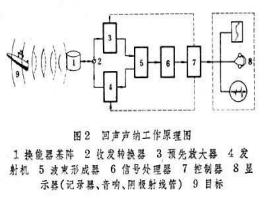 9
1
2
3
4
5
6
7
8
图2 回声声纳工作原理图
1 换能器基阵 2 收发转换器 3 预先放大器 4 发
射机 5 波束形成器 6 信号处理器 7 控制器 8 显
示器(记录器、音响、阴极射线管) 9 目标